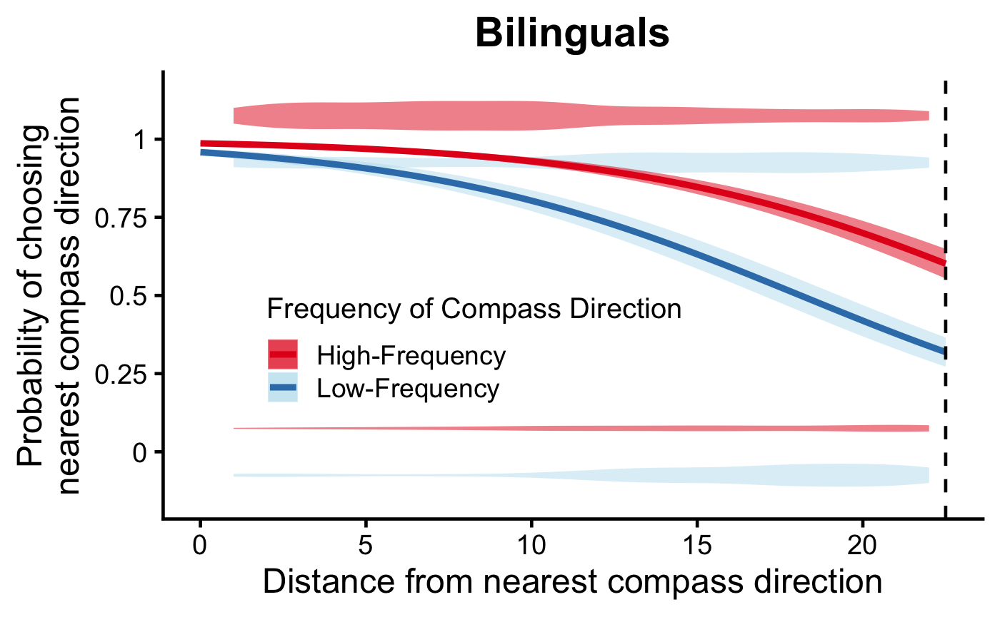 Bilinguals
Probability of choosing
nearest compass direction
1
0.75
0.5
0.25
0
Frequency of Compass Direction
High-Frequency
Low-Frequency
0 5 10 15 20
Distance from nearest compass direction